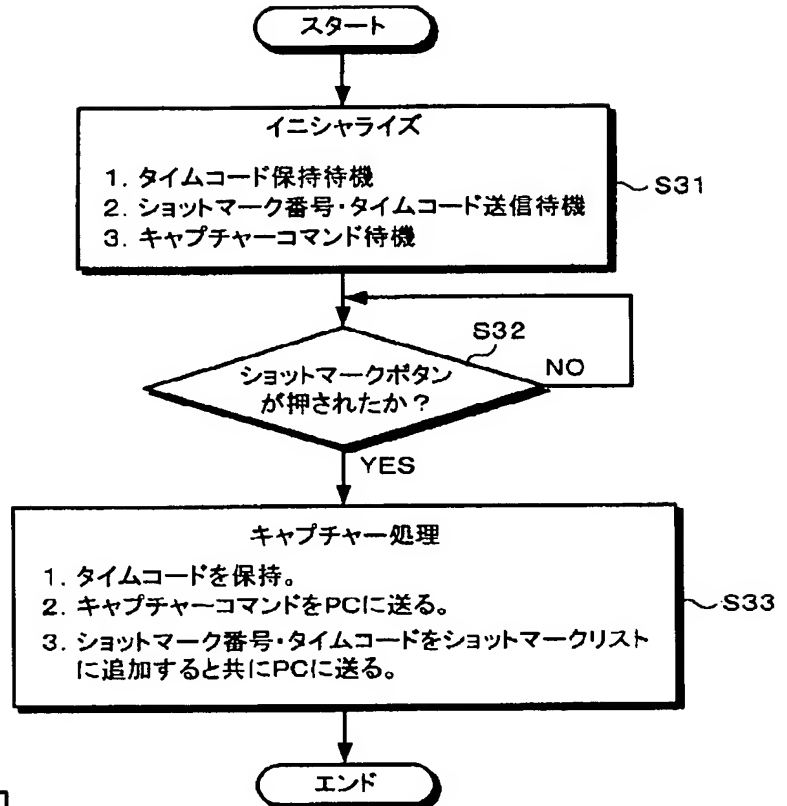 スタート
イニシャライズ
1. タイムコード保持待機
2. ショットマーク番号・タイムコード送信待機
3. キャプチャーコマンド待機
S31
S32
ショットマークボタン
が押されたか？
NO
YES
キャプチャー処理
1. タイムコードを保持。
2. キャプチャーコマンドをPCに送る。
3. ショットマーク番号・タイムコードをショットマークリスト
に追加すると共にPCに送る。
S33
エンド